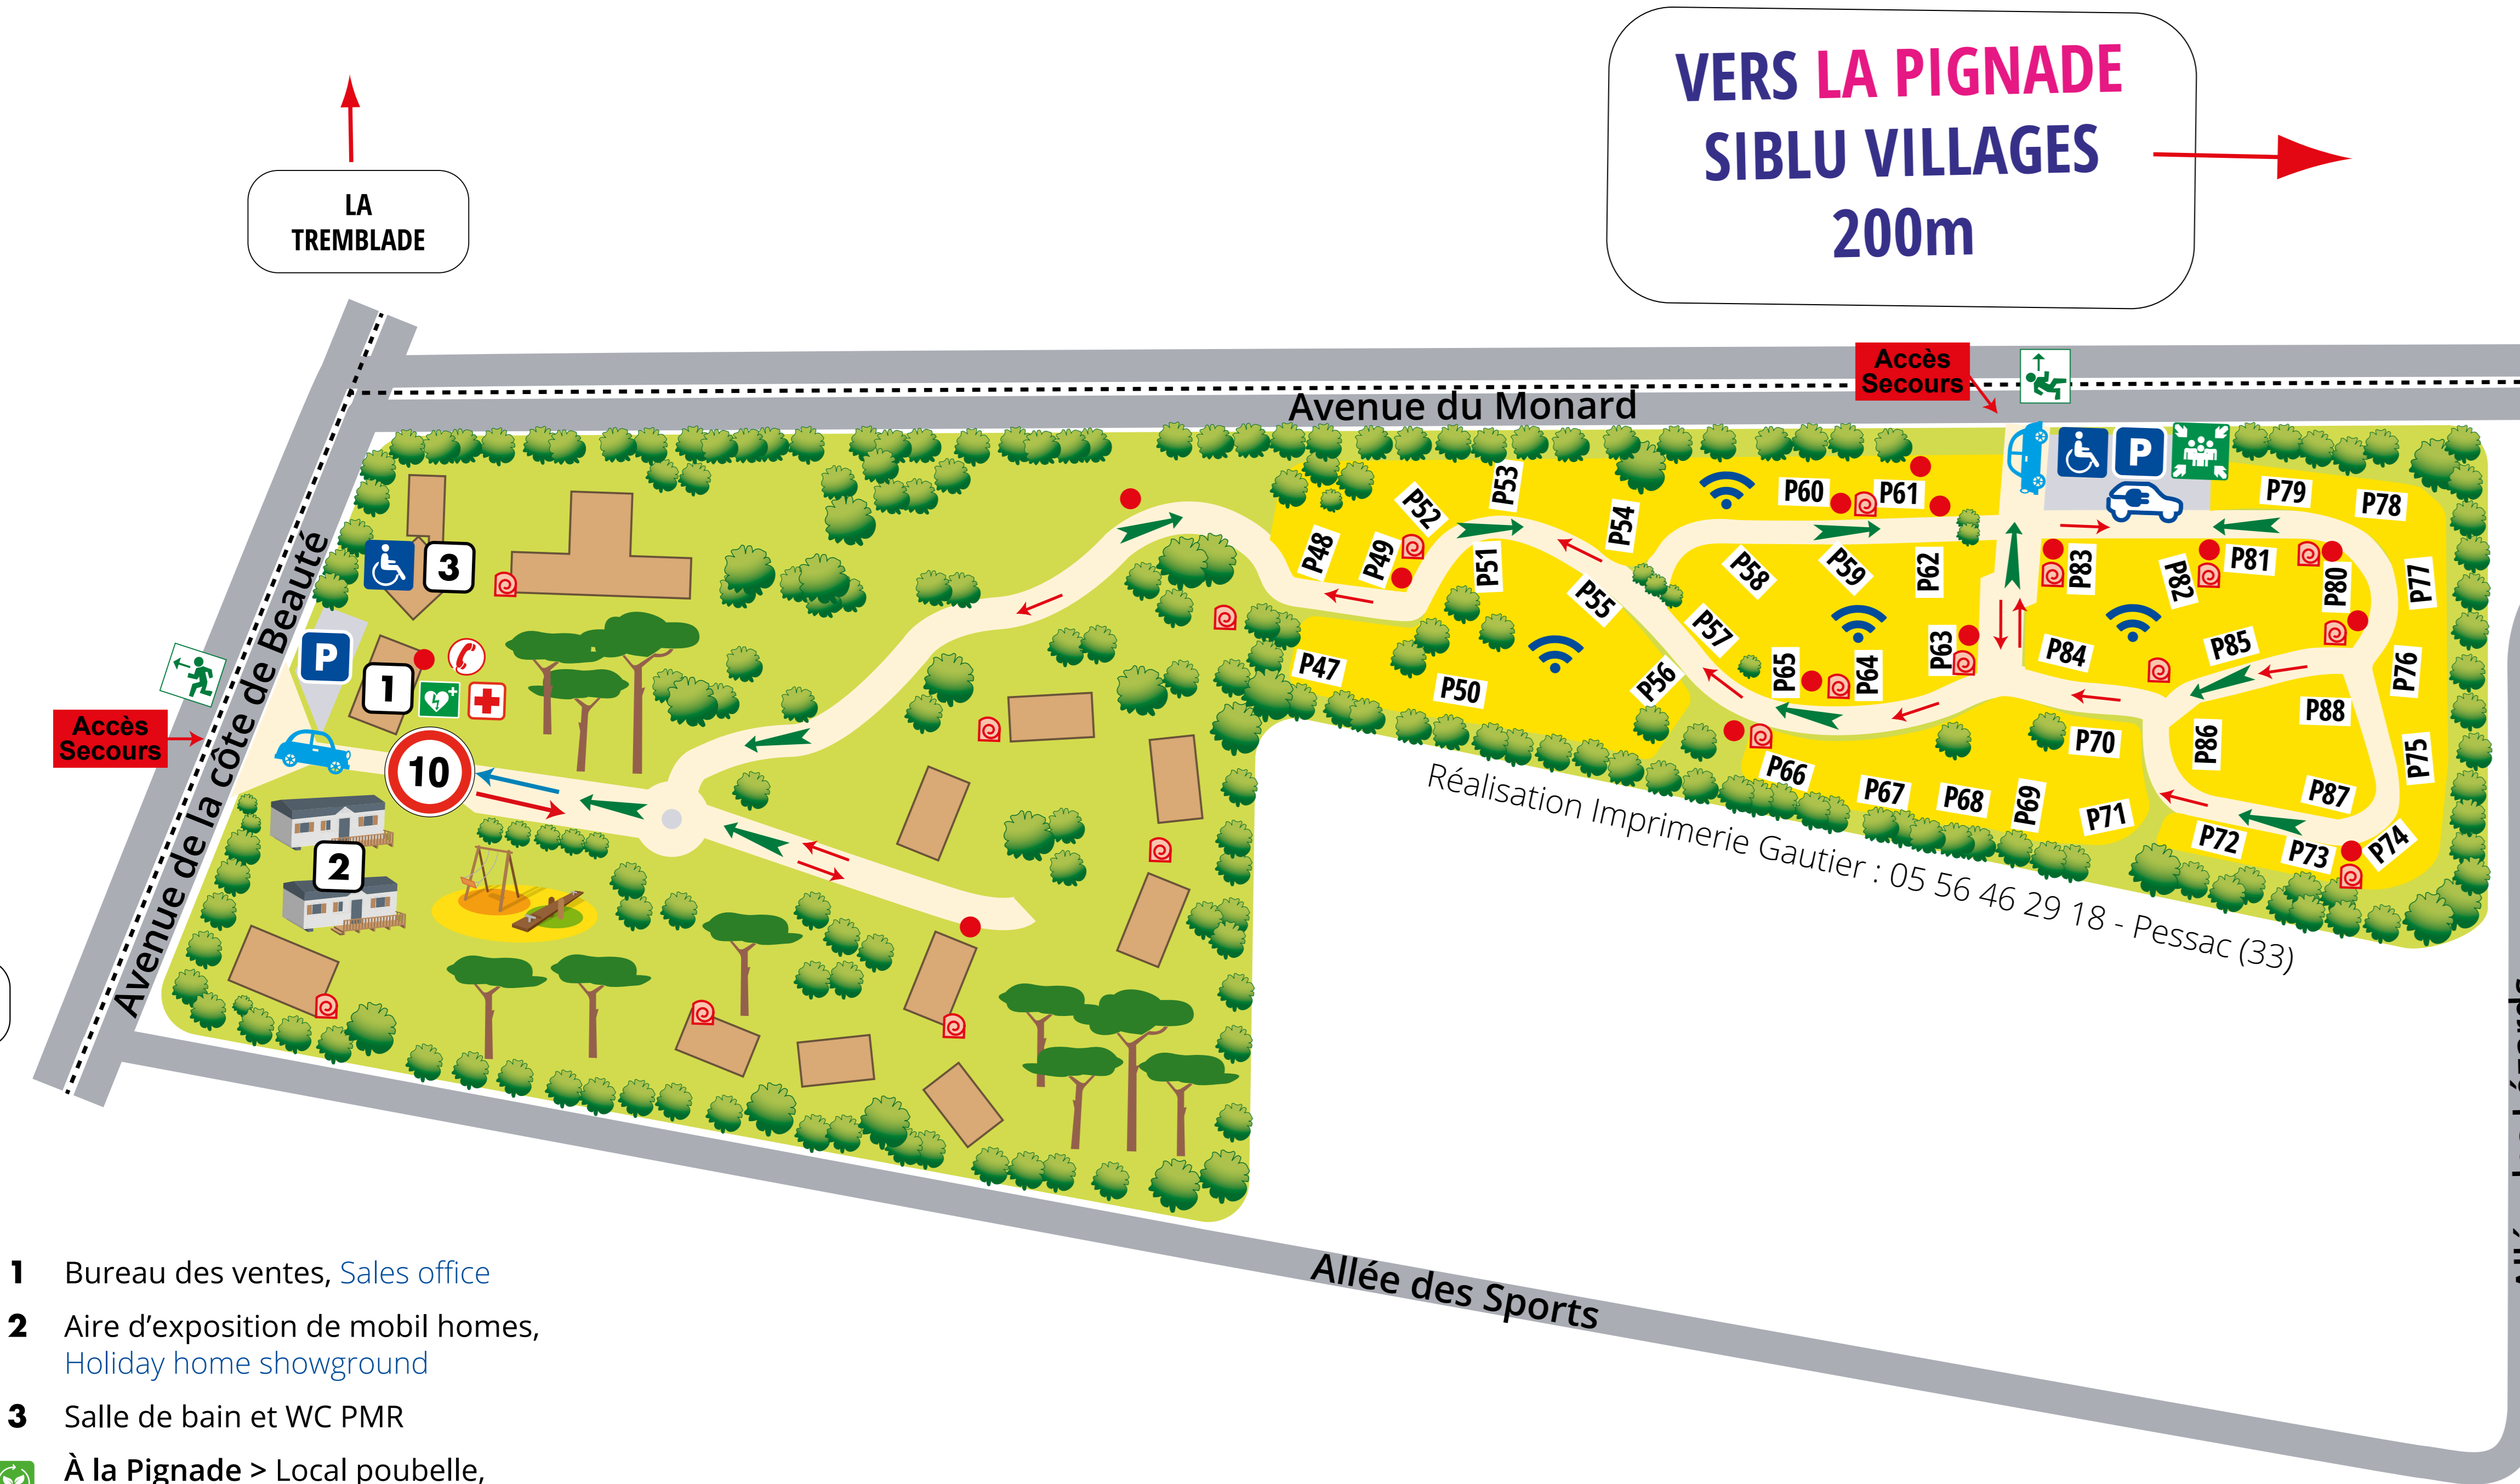 VERS LA PIGNADE
SIBLU VILLAGES
200m
LA
TREMBLADE
Accès
Secours
Avenue du Monard
P53
P52
P60
P61
P79
P78
P54
P48
P49
P51
P58
P59
P62
P83
P82
P81
P80
P77
3
P55
P57
P63
P84
P85
P
P
P47
P50
P56
P65
P64
P76
1
P88
P70
P86
P75
Accès
Secours
10
Avenue de la côte de Beauté
P66
P67
P68
P69
P71
P87
P72
P73
P74
2
Réalisation Imprimerie Gautier : 05 56 46 29 18 - Pessac (33)
Allée des Sports
1 Bureau des ventes, Sales office
2 Aire d’exposition de mobil homes,
Holiday home showground
3 Salle de bain et WC PMR
À la Pignade > Local poubelle,